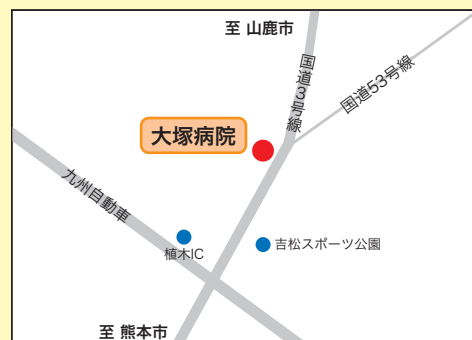 至 山鹿市
国道3号線
国道53号線
大塚病院
九州自動車
植木IC
吉松スポーツ公園
至 熊本市